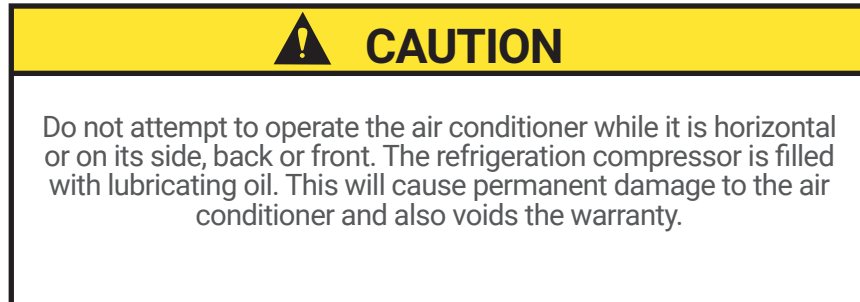 CAUTION
Do not attempt to operate the air conditioner while it is horizontal
or on its side, back or front. The refrigeration compressor is filled
with lubricating oil. This will cause permanent damage to the air
conditioner and also voids the warranty.